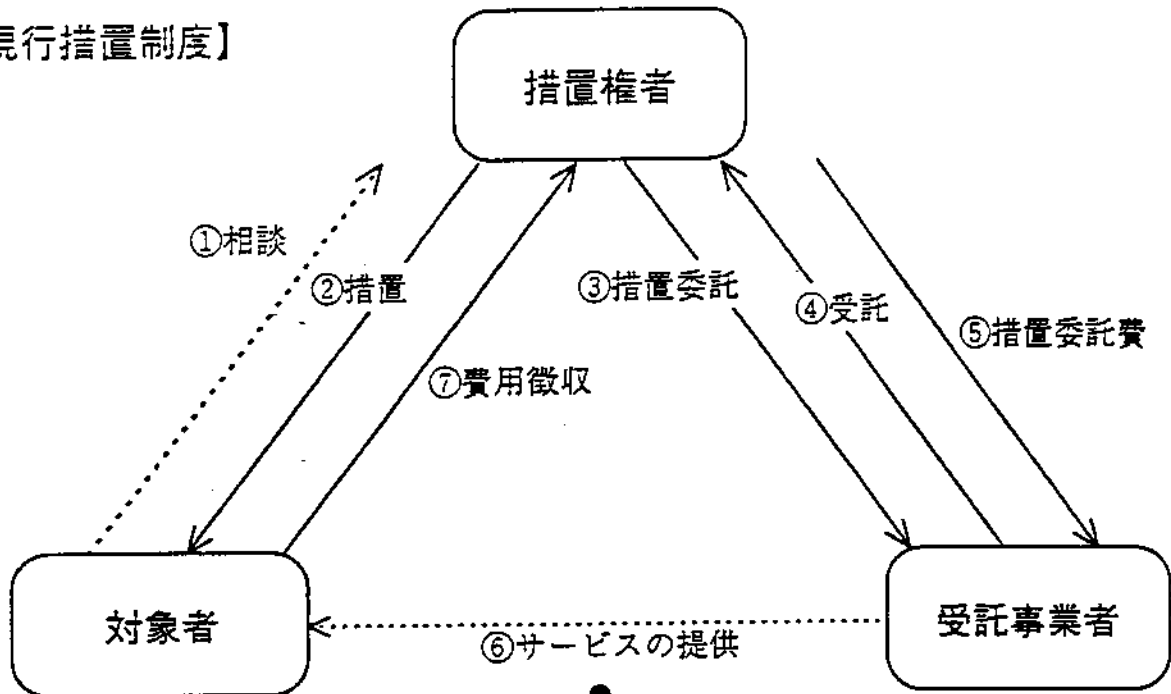 現行措置制度】
措置権者
①相談
②措置
③措置委託
④受託
⑤措置委託費
⑦費用徴収
対象者
受託事業者
⑥サービスの提供